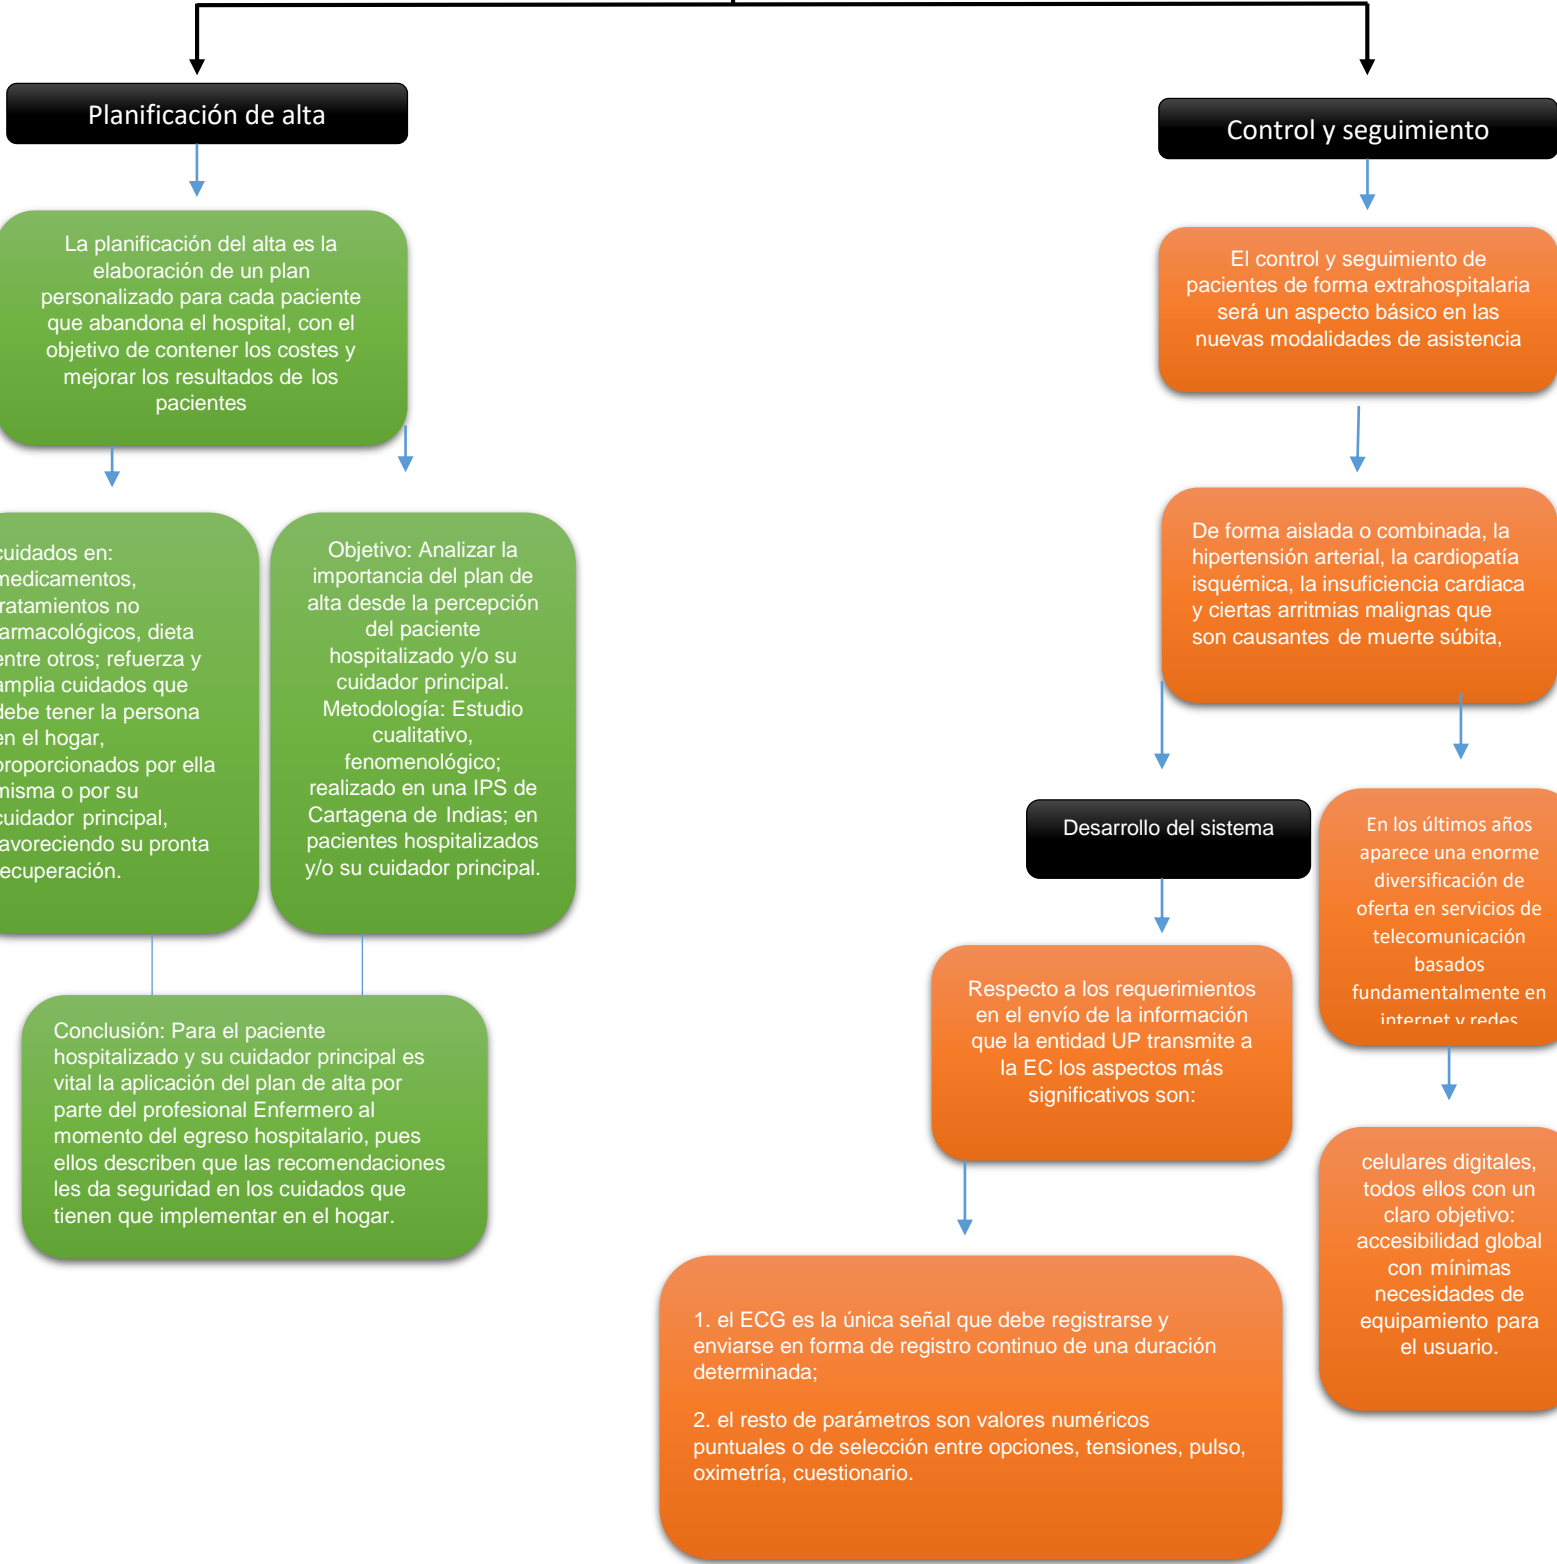 Planificación de alta
La planificación del alta es la
elaboración de un plan
personalizado para cada paciente
que abandona el hospital, con el
objetivo de contener los costes y
mejorar los resultados de los
pacientes
cuidados en:
medicamentos,
ratamientos no
armacológicos, dieta
entre otros; refuerza y
amplia cuidados que
debe tener la persona
en el hogar,
proporcionados por ella
misma o por su
cuidador principal,
avoreciendo su pronta
ecuperación.
Objetivo: Analizar la
importancia del plan de
alta desde la percepción
del paciente
hospitalizado y/o su
cuidador principal.
Metodología: Estudio
cualitativo,
fenomenológico;
realizado en una IPS de
Cartagena de Indias; en
pacientes hospitalizados
y/o su cuidador principal.
Conclusión: Para el paciente
hospitalizado y su cuidador principal es
vital la aplicación del plan de alta por
parte del profesional Enfermero al
momento del egreso hospitalario, pues
ellos describen que las recomendaciones
les da seguridad en los cuidados que
tienen que implementar en el hogar.
Control y seguimiento
El control y seguimiento de
pacientes de forma extrahospitalaria
será un aspecto básico en las
nuevas modalidades de asistencia
De forma aislada o combinada, la
hipertensión arterial, la cardiopatía
isquémica, la insuficiencia cardiaca
y ciertas arritmias malignas que
son causantes de muerte súbita,
Desarrollo del sistema
Respecto a los requerimientos
en el envío de la información
que la entidad UP transmite a
la EC los aspectos más
significativos son:
1. el ECG es la única señal que debe registrarse y
enviarse en forma de registro continuo de una duración
determinada;
2. el resto de parámetros son valores numéricos
puntuales o de selección entre opciones, tensiones, pulso,
oximetría, cuestionario.
En los últimos años
aparece una enorme
diversificación de
oferta en servicios de
telecomunicación
basados
fundamentalmente en
internet y redes
celulares digitales,
todos ellos con un
claro objetivo:
accesibilidad global
con mínimas
necesidades de
equipamiento para
el usuario.